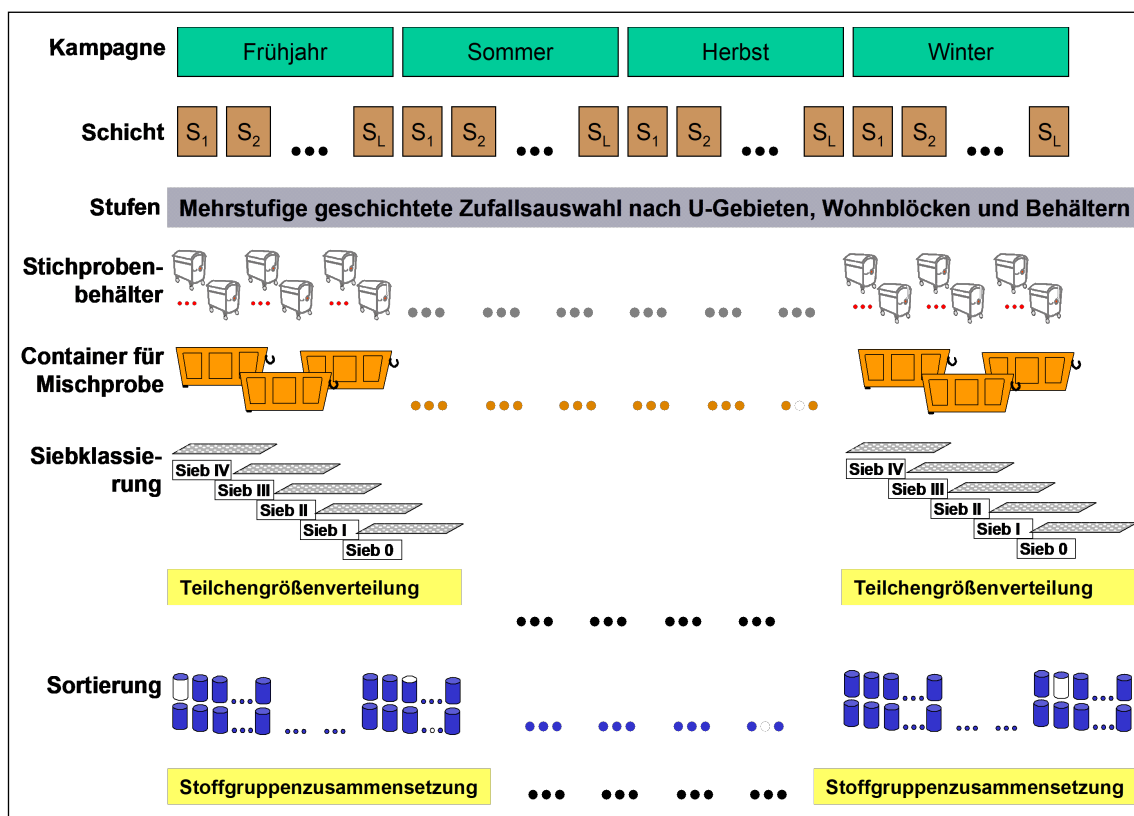 Kampagne Frühjahr Sommer Herbst Winter
Schicht S1 S2 ... SL S1 S2 ... SL S1 S2 ... SL S1 S2 ... SL
Stufen Mehrstufige geschichtete Zufallsauswahl nach U-Gebieten, Wohnblöcken und Behältern
Stichproben-
behälter
Container für
Mischprobe
Siebklassie-
rung
Sieb IV
Sieb III
Sieb II
Sieb I
Sieb 0
Sieb IV
Sieb III
Sieb II
Sieb I
Sieb 0
Teilchengrößenverteilung Teilchengrößenverteilung
Sortierung
Stoffgruppenzusammensetzung Stoffgruppenzusammensetzung